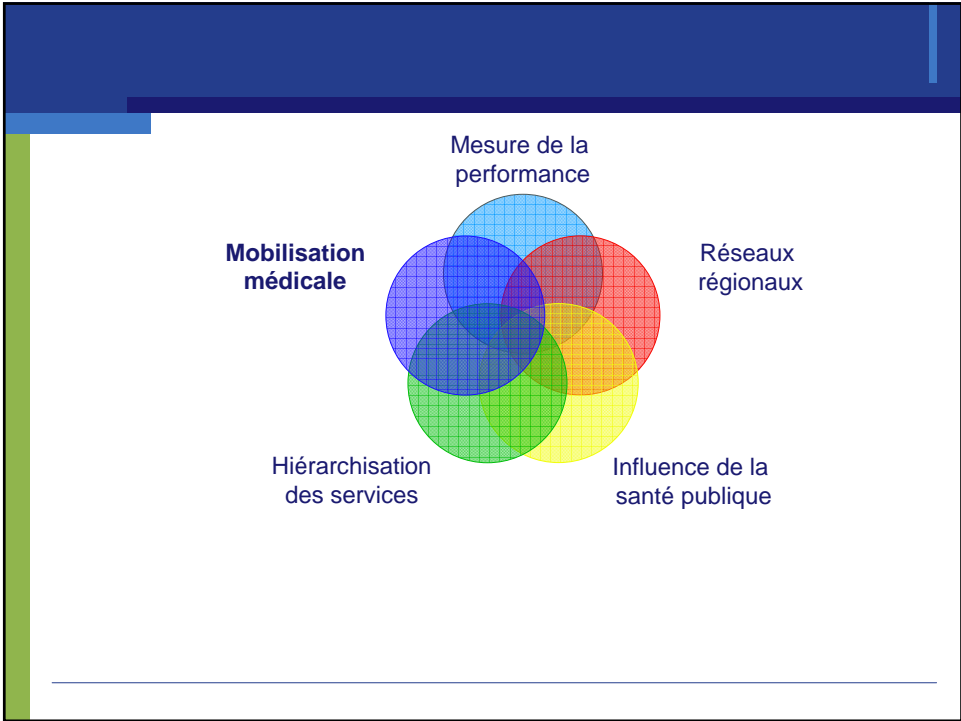 Mesure de la
performance
Mobilisation
médicale
Réseaux
régionaux
Hiérarchisation
des services
Influence de la
santé publique